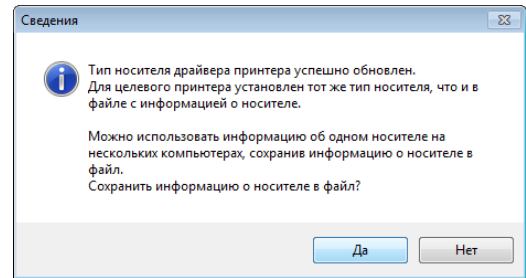 Сведения
Тип носителя драйвера принтера успешно обновлен.
Для целевого принтера установлен тот же тип носителя, что и в
файле с информацией о носителе.
Можно использовать информацию об одном носителе на
нескольких компьютерах, сохранив информацию о носителе в
файл.
Сохранить информацию о носителе в файл?
Да
Нет